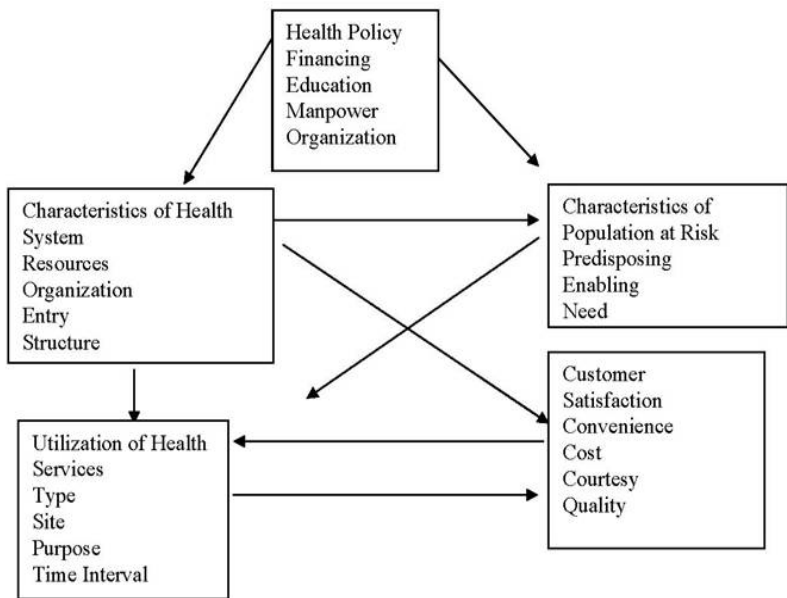 Health Policy
Financing
Education
Manpower
Organization
Characteristics of Health
System
Resources
Organization
Entry
Structure
Characteristics of
Population at Risk
Predisposing
Enabling
Need
Utilization of Health
Services
Type
Site
Purpose
Time Interval
Customer
Satisfaction
Convenience
Cost
Courtesy
Quality